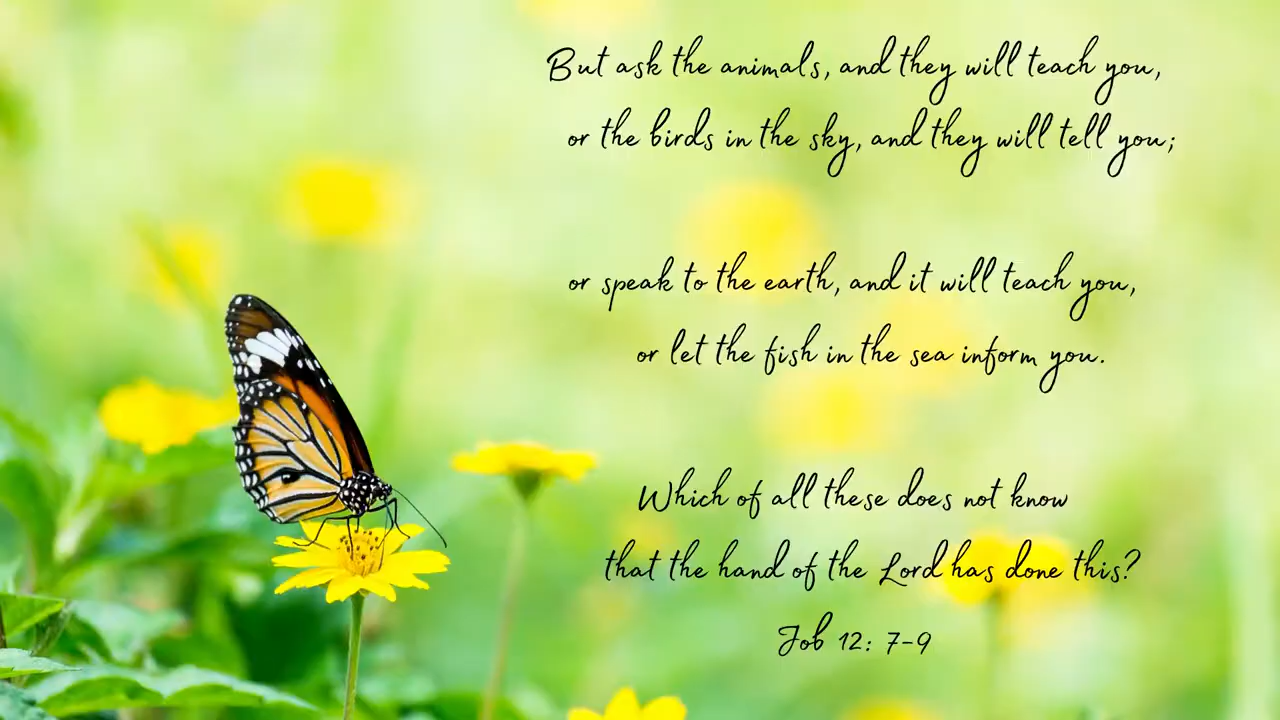 But ask the animals, and they will teach you,
or the birds in the sky, and they will tell you;
or speak to the earth, and it will teach you,
or let the fish in the sea inform you.
Which of all these does not know
that the hand of the Lord has done this?
Job 12: 7-9